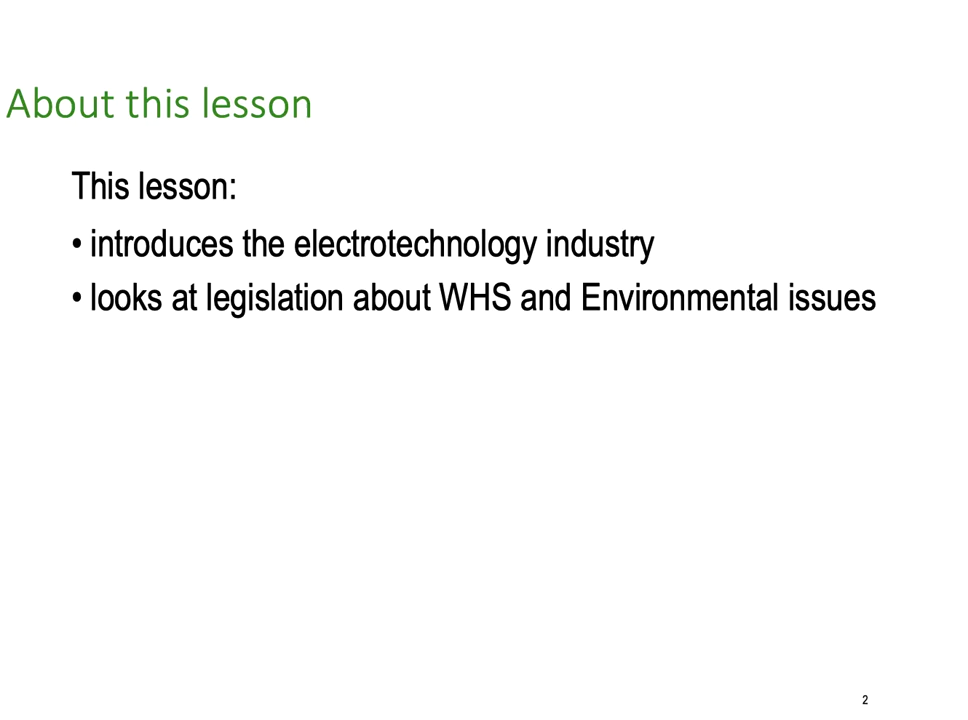 About this lesson
This lesson:
• introduces the electrotechnology industry
• looks at legislation about WHS and Environmental issues
2